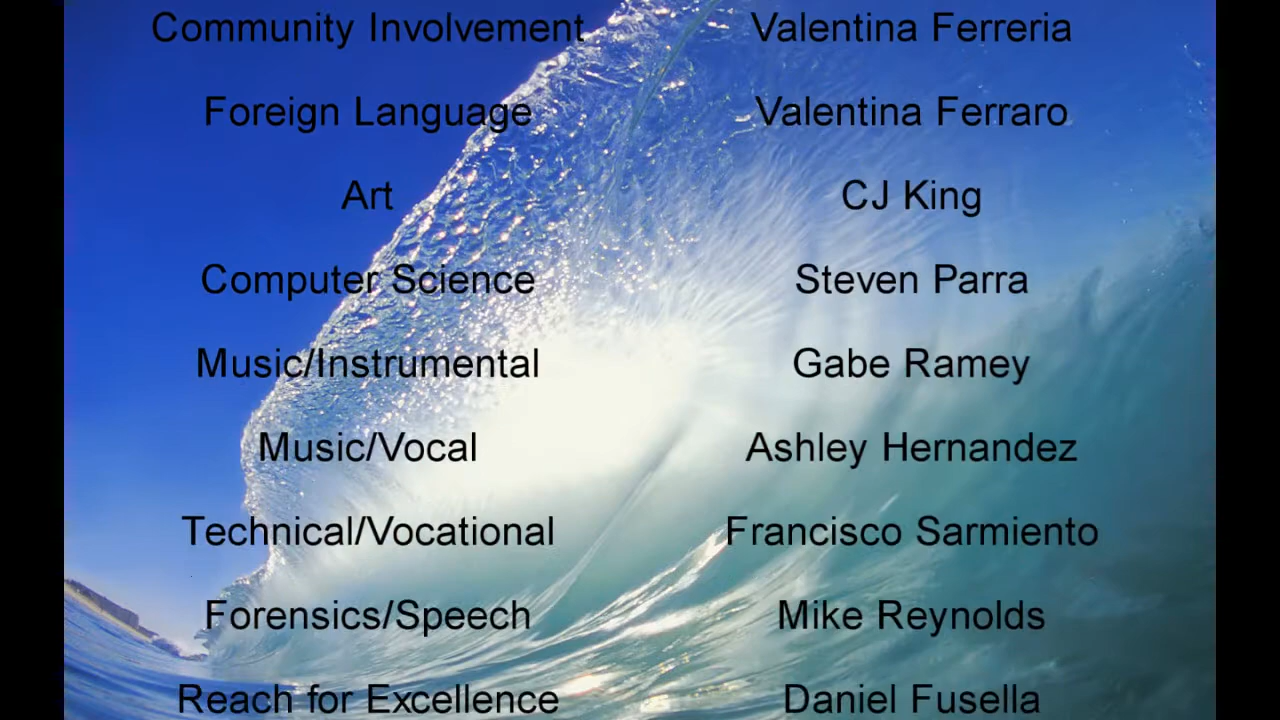 Community Involvement Valentina Ferreria
Foreign Language Valentina Ferraro
Art CJ King
Computer Science Steven Parra
Music/Instrumental Gabe Ramey
Music/Vocal Ashley Hernandez
Technical/Vocational Francisco Sarmiento
Forensics/Speech Mike Reynolds
Reach for Excellence Daniel Fusella